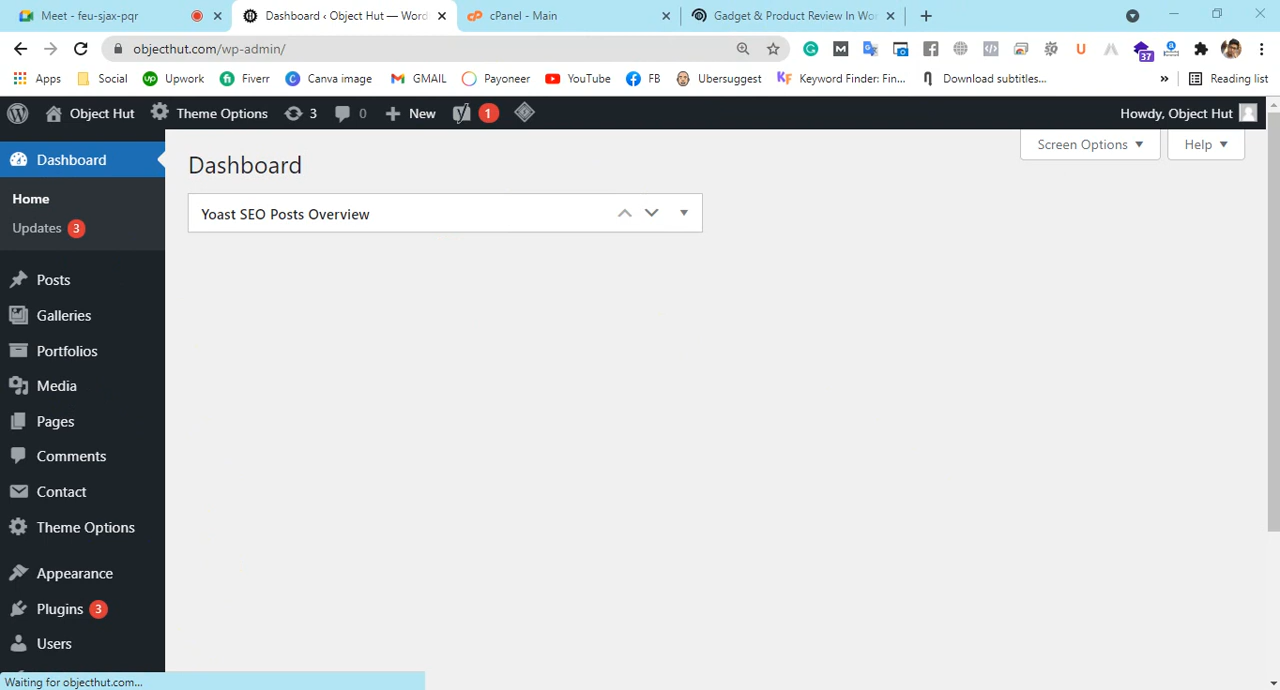 Meet - feu-sjax-pqr
Dashboard ‹ Object Hut — Word
cPanel - Main
Gadget & Product Review In Wo
objecthut.com/wp-admin/
37
Apps
Social
Upwork
Fiverr
Canva image
GMAIL
Payoneer
YouTube
FB
Ubersuggest
Keyword Finder: Fin...
Download subtitles...
»
Reading list
Object Hut
Theme Options
3
0
New
1
Howdy, Object Hut
Screen Options
Help
Dashboard
Home
Updates 3
Posts
Galleries
Portfolios
Media
Pages
Comments
Contact
Theme Options
Appearance
Plugins 3
Users
Dashboard
Yoast SEO Posts Overview
Waiting for objecthut.com...